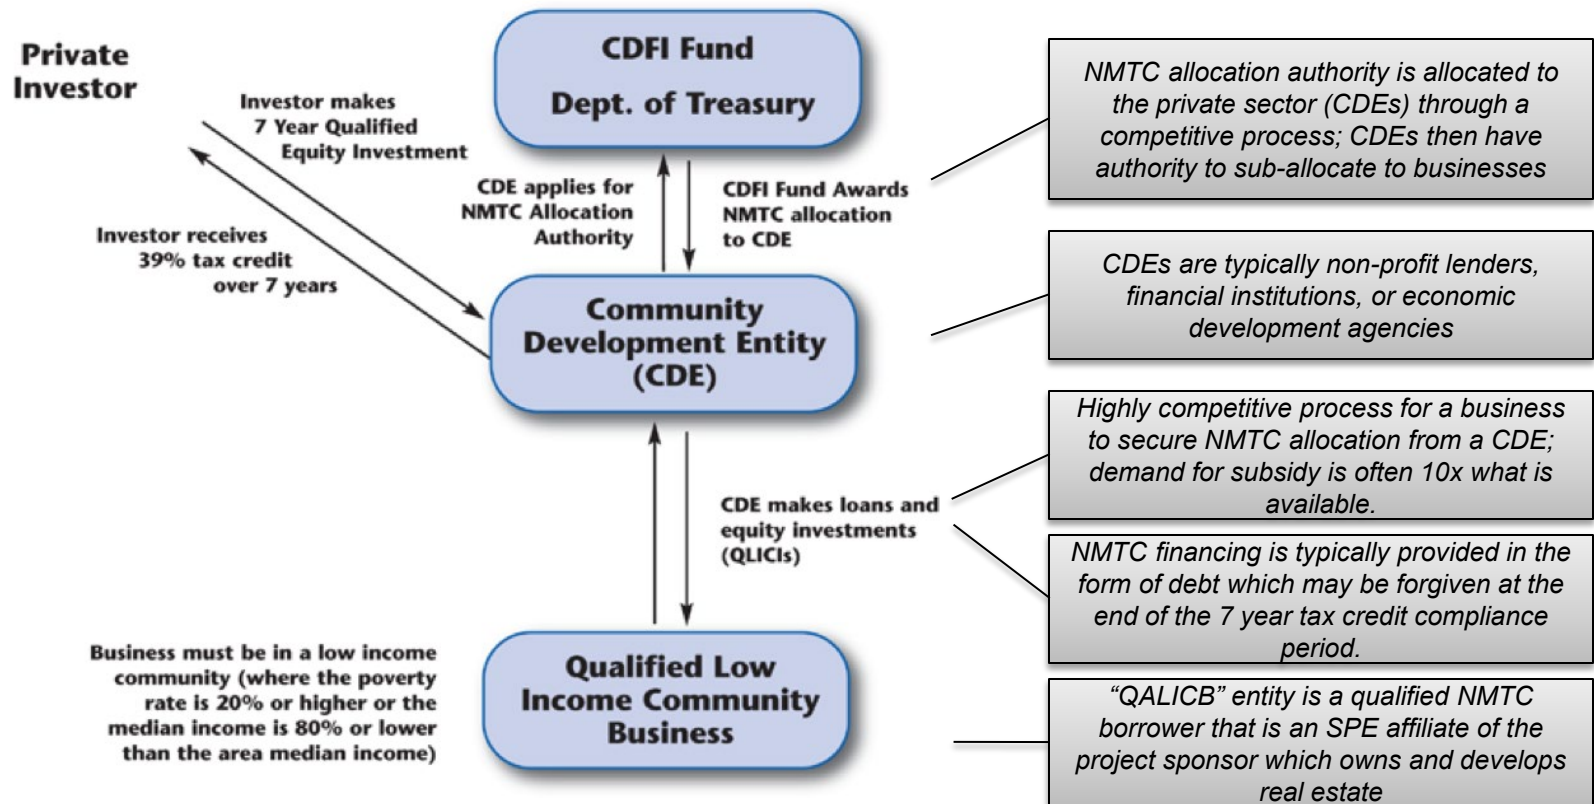 Private
Investor
CDFI Fund
Dept. of Treasury
Investor makes
7 Year Qualified
Equity Investment
CDE applies for
NMTC Allocation
Authority
CDFI Fund Awards
NMTC allocation
to CDE
Investor receives
39% tax credit
over 7 years
Community
Development Entity
(CDE)
CDE makes loans and
equity investments
(QLICIs)
Business must be in a low income
community (where the poverty
rate is 20% or higher or the
median income is 80% or lower
than the area median income)
Qualified Low
Income Community
Business
NMTC allocation authority is allocated to
the private sector (CDEs) through a
competitive process; CDEs then have
authority to sub-allocate to businesses
CDEs are typically non-profit lenders,
financial institutions, or economic
development agencies
Highly competitive process for a business
to secure NMTC allocation from a CDE;
demand for subsidy is often 10x what is
available.
NMTC financing is typically provided in the
form of debt which may be forgiven at the
end of the 7 year tax credit compliance
period.
“QALICB” entity is a qualified NMTC
borrower that is an SPE affiliate of the
project sponsor which owns and develops
real estate